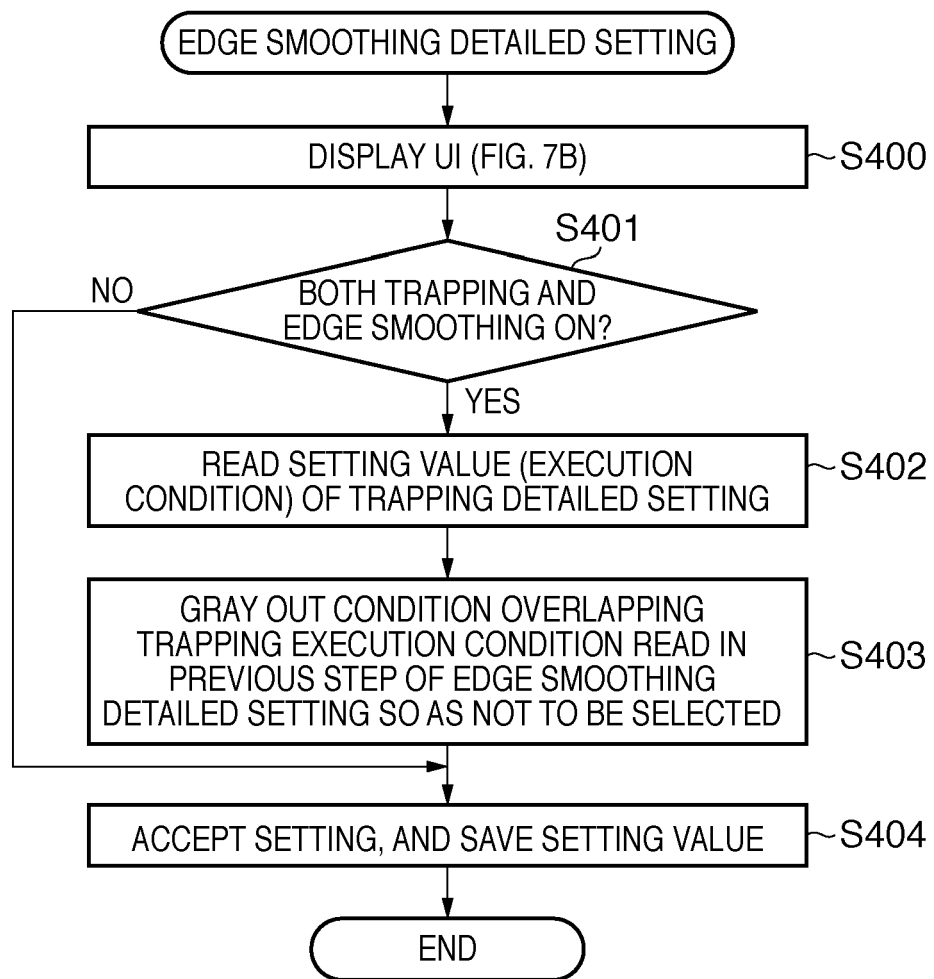 EDGE SMOOTHING DETAILED SETTING
DISPLAY UI (FIG. 7B)
S400
S401
NO
BOTH TRAPPING AND
EDGE SMOOTHING ON?
YES
READ SETTING VALUE (EXECUTION
CONDITION) OF TRAPPING DETAILED SETTING
S402
GRAY OUT CONDITION OVERLAPPING
TRAPPING EXECUTION CONDITION READ IN
PREVIOUS STEP OF EDGE SMOOTHING
DETAILED SETTING SO AS NOT TO BE SELECTED
S403
ACCEPT SETTING, AND SAVE SETTING VALUE
S404
END